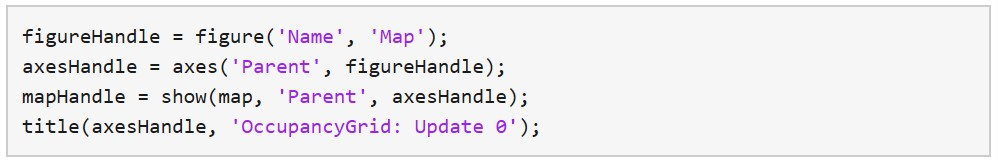 figureHandle = figure('Name', 'Map');
axesHandle = axes('Parent', figureHandle);
mapHandle = show(map, 'Parent', axesHandle);
title(axesHandle, 'OccupancyGrid: Update 0');